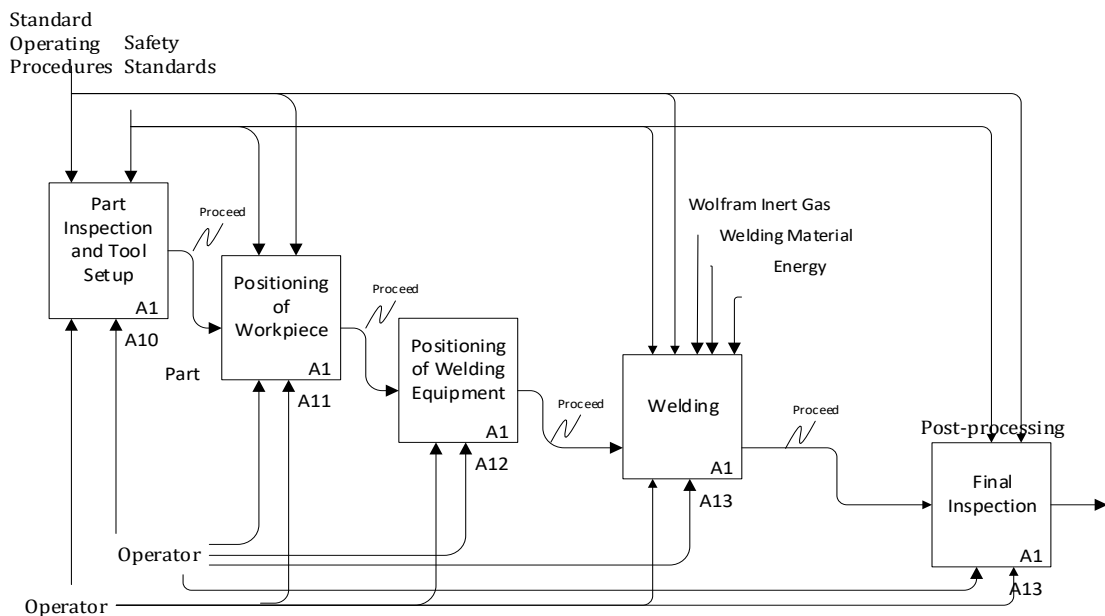 Standard
Operating
Procedures
Safety
Standards
Part
Inspection
and Tool
Setup
A1
A10
Proceed
Positioning
of
Workpiece
A1
A11
Part
Proceed
Positioning
of Welding
Equipment
A1
A12
Proceed
Wolfram Inert Gas
Welding Material
Energy
Welding
A1
A13
Proceed
Post-processing
Final
Inspection
A1
A13
Operator
Operator